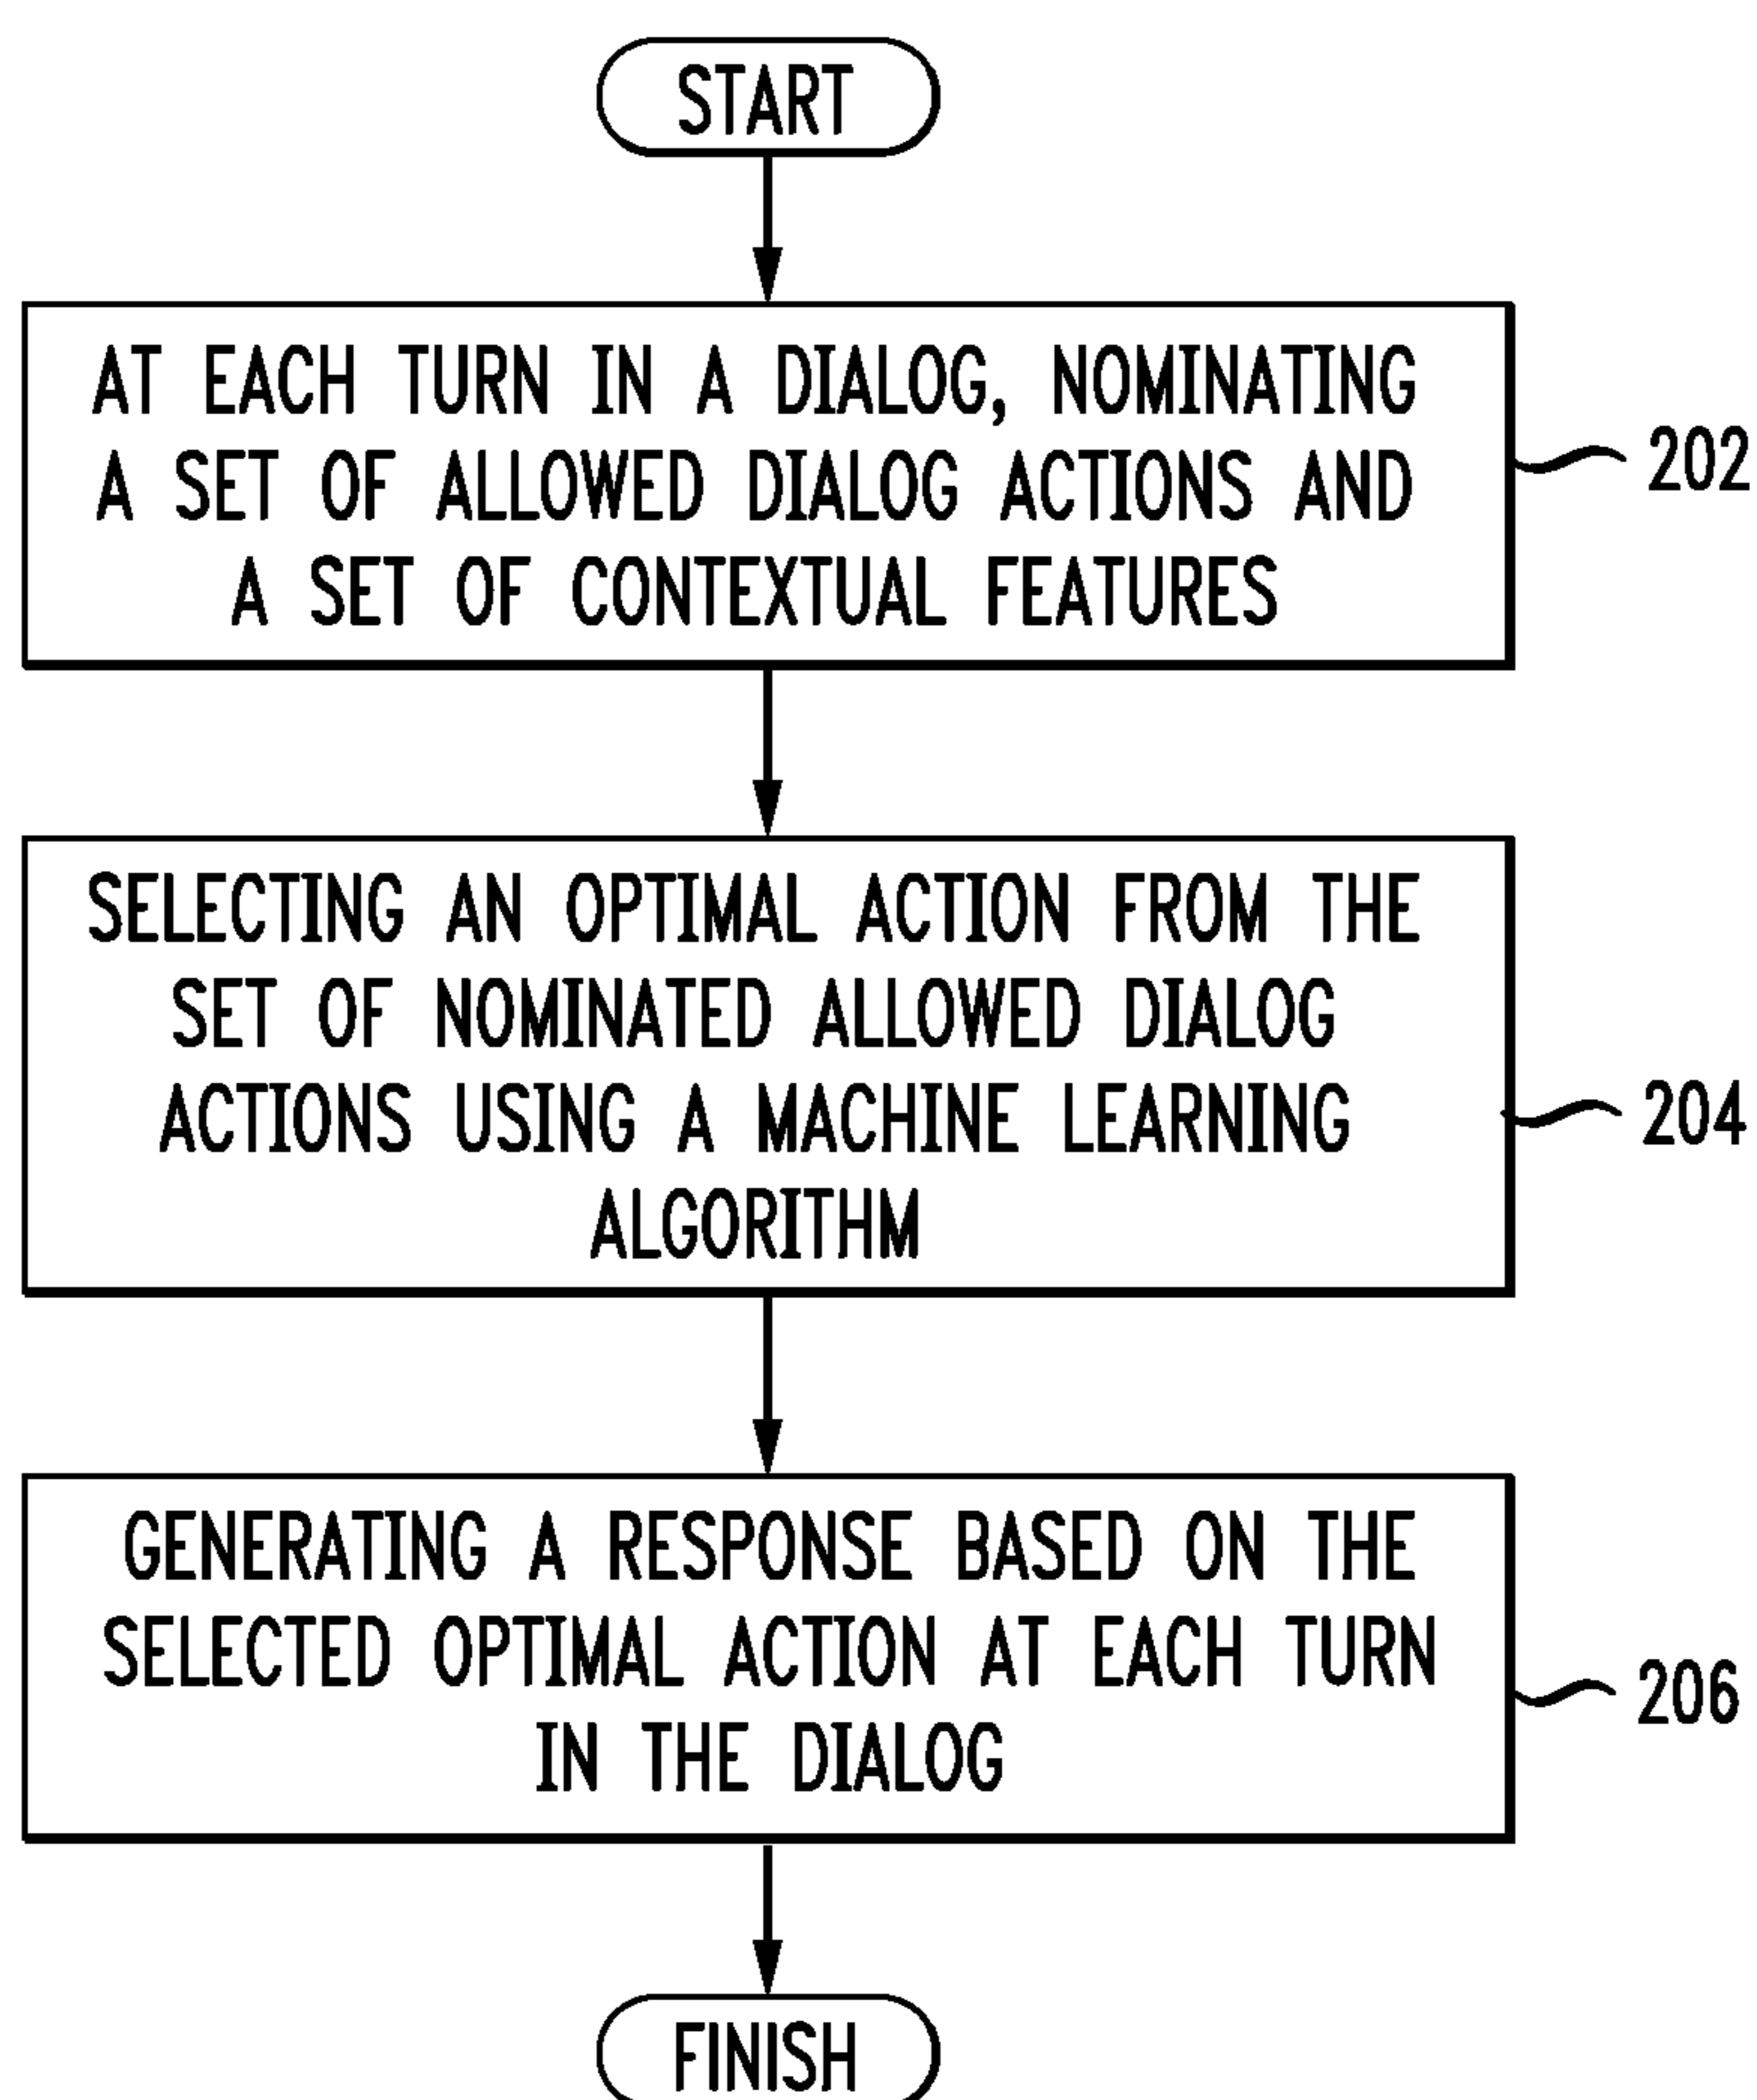 START
AT EACH TURN IN A DIALOG, NOMINATING
A SET OF ALLOWED DIALOG ACTIONS AND
A SET OF CONTEXTUAL FEATURES
202
SELECTING AN OPTIMAL ACTION FROM THE
SET OF NOMINATED ALLOWED DIALOG
ACTIONS USING A MACHINE LEARNING
ALGORITHM
204
GENERATING A RESPONSE BASED ON THE
SELECTED OPTIMAL ACTION AT EACH TURN
IN THE DIALOG
206
FINISH